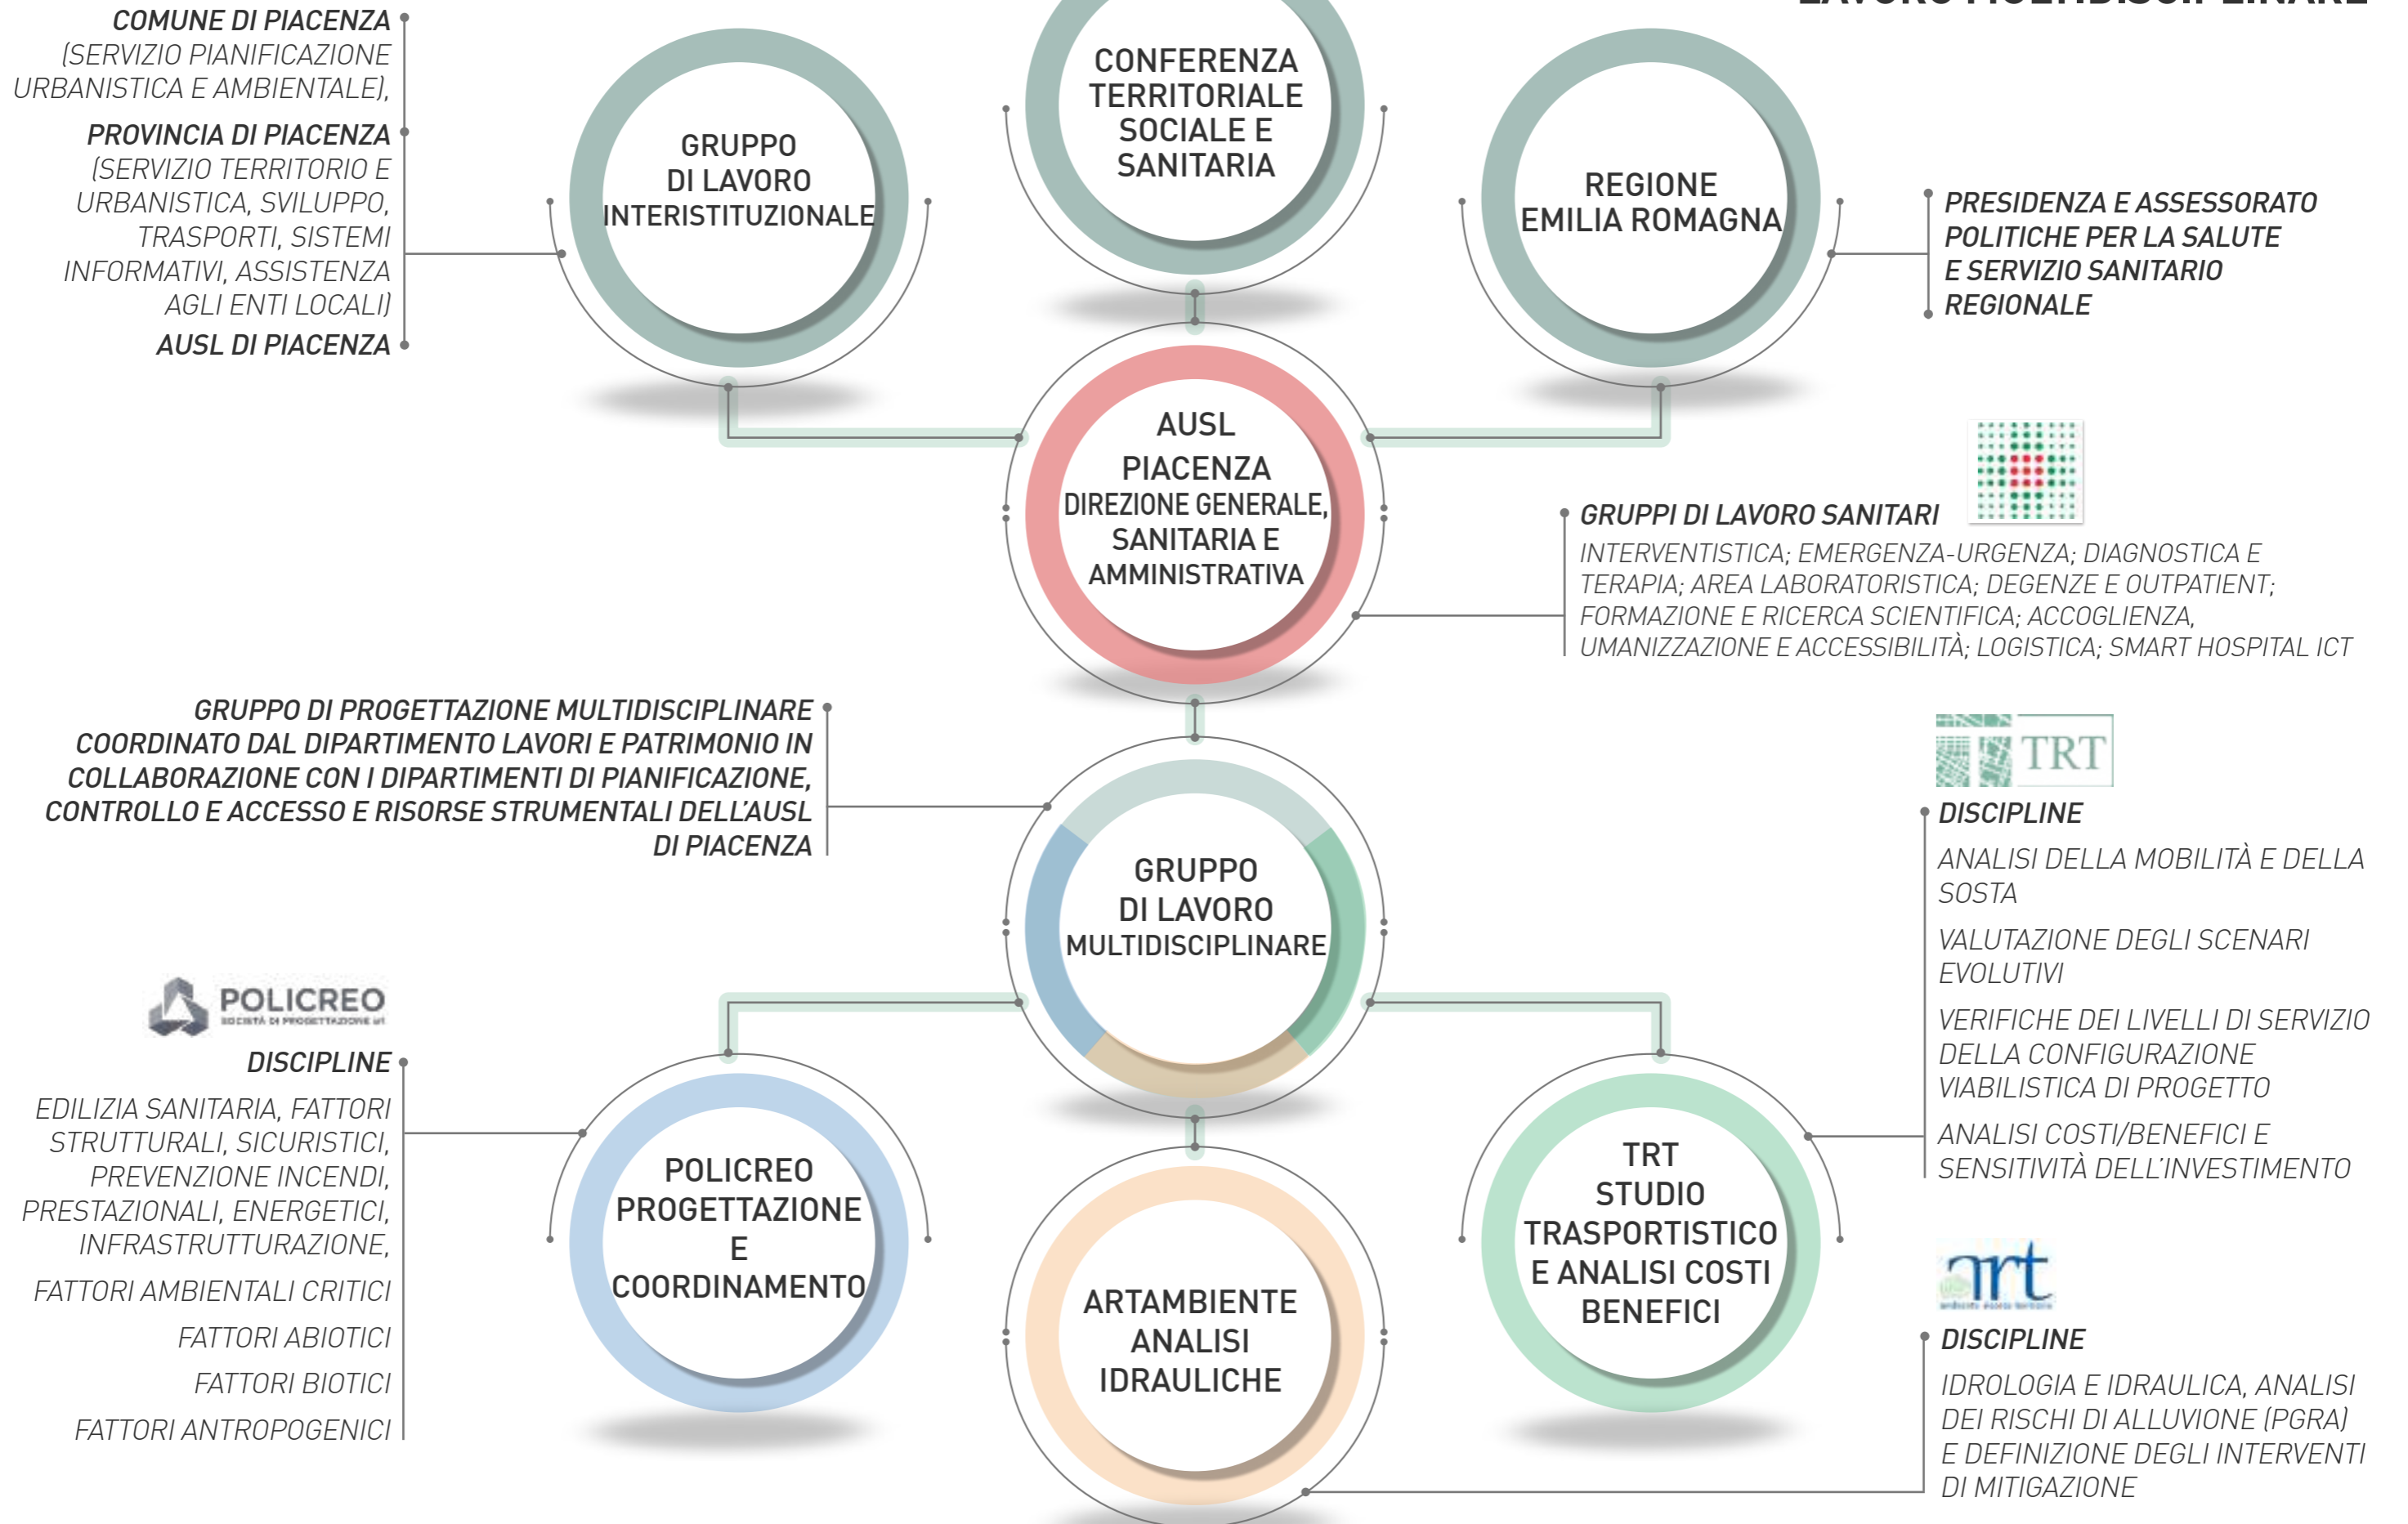 LAVORO MULTIDISCIPLINARE
COMUNE DI PIACENZA
(SERVIZIO PIANIFICAZIONE
URBANISTICA E AMBIENTALE),
PROVINCIA DI PIACENZA
(SERVIZIO TERRITORIO E
URBANISTICA, SVILUPPO,
TRASPORTI, SISTEMI
INFORMATIVI, ASSISTENZA
AGLI ENTI LOCALI)
AUSL DI PIACENZA
GRUPPO
DI LAVORO
INTERISTITUZIONALE
CONFERENZA
TERRITORIALE
SOCIALE E
SANITARIA
REGIONE
EMILIA ROMAGNA
PRESIDENZA E ASSESSORATO
POLITICHE PER LA SALUTE
E SERVIZIO SANITARIO
REGIONALE
AUSL
PIACENZA
DIREZIONE GENERALE,
SANITARIA E
AMMINISTRATIVA
GRUPPI DI LAVORO SANITARI
INTERVENTISTICA; EMERGENZA-URGENZA; DIAGNOSTICA E
TERAPIA; AREA LABORATORISTICA; DEGENZE E OUTPATIENT;
FORMAZIONE E RICERCA SCIENTIFICA; ACCOGLIENZA,
UMANIZZAZIONE E ACCESSIBILITÀ; LOGISTICA; SMART HOSPITAL ICT
GRUPPO DI PROGETTAZIONE MULTIDISCIPLINARE
COORDINATO DAL DIPARTIMENTO LAVORI E PATRIMONIO IN
COLLABORAZIONE CON I DIPARTIMENTI DI PIANIFICAZIONE,
CONTROLLO E ACCESSO E RISORSE STRUMENTALI DELL'AUSL
DI PIACENZA
GRUPPO
DI LAVORO
MULTIDISCIPLINARE
TRT
DISCIPLINE
ANALISI DELLA MOBILITÀ E DELLA
SOSTA
VALUTAZIONE DEGLI SCENARI
EVOLUTIVI
VERIFICHE DEI LIVELLI DI SERVIZIO
DELLA CONFIGURAZIONE
VIABILISTICA DI PROGETTO
ANALISI COSTI/BENEFICI E
SENSITIVITÀ DELL'INVESTIMENTO
POLICREO
SOCIETÀ DI PROGETTAZIONE srl
DISCIPLINE
EDILIZIA SANITARIA, FATTORI
STRUTTURALI, SICURISTICI,
PREVENZIONE INCENDI,
PRESTAZIONALI, ENERGETICI,
INFRASTRUTTURAZIONE,
FATTORI AMBIENTALI CRITICI
FATTORI ABIOTICI
FATTORI BIOTICI
FATTORI ANTROPOGENICI
POLICREO
PROGETTAZIONE
E
COORDINAMENTO
ARTAMBIENTE
ANALISI
IDRAULICHE
TRT
STUDIO
TRASPORTISTICO
E ANALISI COSTI
BENEFICI
art
DISCIPLINE
IDROLOGIA E IDRAULICA, ANALISI
DEI RISCHI DI ALLUVIONE (PGRA)
E DEFINIZIONE DEGLI INTERVENTI
DI MITIGAZIONE